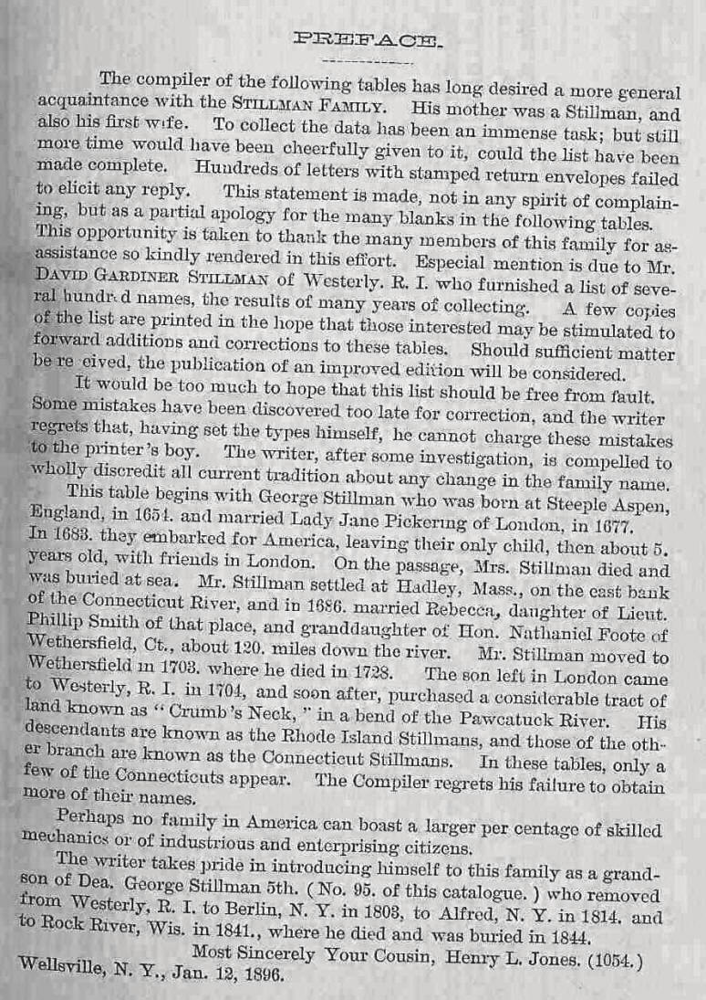 PREFACE.
The compiler of the following tables has long desired a more general
acquaintance with the STILLMAN FAMILY. His mother was a Stillman, and
also his first wife. To collect the data has been an immense task; but still
more time would have been cheerfully given to it, could the list have been
made complete. Hundreds of letters with stamped return envelopes failed
to elicit any reply. This statement is made, not in any spirit of complain-
ing, but as a partial apology for the many blanks in the following tables.
This opportunity is taken to thank the many members of this family for as-
assistance so kindly rendered in this effort. Especial mention is due to Mr.
DAVID GARDINER STILLMAN of Westerly. R. I. who furnished a list of seve-
ral hundr d names, the results of many years of collecting. A few copies
of the list are printed in the hope that those interested may be stimulated to
forward additions and corrections to these tables. Should sufficient matter
be re eived, the publication of an improved edition will be considered.
It would be too much to hope that this list should be free from fault.
Some mistakes have been discovered too late for correction, and the writer
regrets that, having set the types himself, he cannot charge these mistakes
to the printer's boy. The writer, after some investigation, is compelled to
wholly discredit all current tradition about any change in the family name.
This table begins with George Stillman who was born at Steeple Aspen,
England, in 1654. and married Lady Jane Pickering of London, in 1677.
In 1683. they embarked for America, leaving their only child, then about 5.
years old, with friends in London. On the passage, Mrs. Stillman died and
was buried at sea. Mr. Stillman settled at Hadley, Mass., on the east bank
of the Connecticut River, and in 1686. married Rebecca, daughter of Lieut.
Phillip Smith of that place, and granddaughter of Hon. Nathaniel Foote of
Wethersfield, Ct., about 120. miles down the river. Mr. Stillman moved to
Wethersfield in 1703. where he died in 1728. The son left in London came
to Westerly, R. I. in 1704, and soon after, purchased a considerable tract of
land known as “ Crumb's Neck, ” in a bend of the Pawcatuck River. His
descendants are known as the Rhode Island Stillmans, and those of the oth-
er branch are known as the Connecticut Stillmans. In these tables, only a
few of the Connecticuts appear. The Compiler regrets his failure to obtain
more of their names.
Perhaps no family in America can boast a larger per centage of skilled
mechanics or of industrious and enterprising citizens.
The writer takes pride in introducing himself to this family as a grand-
son of Dea. George Stillman 5th. ( No. 95. of this catalogue. ) who removed
from Westerly, R. I. to Berlin, N. Y. in 1803, to Alfred, N. Y. in 1814. and
to Rock River, Wis. in 1841., where he died and was buried in 1844.
Most Sincerely Your Cousin, Henry L. Jones. (1054.)
Wellsville, N. Y., Jan. 12, 1896.